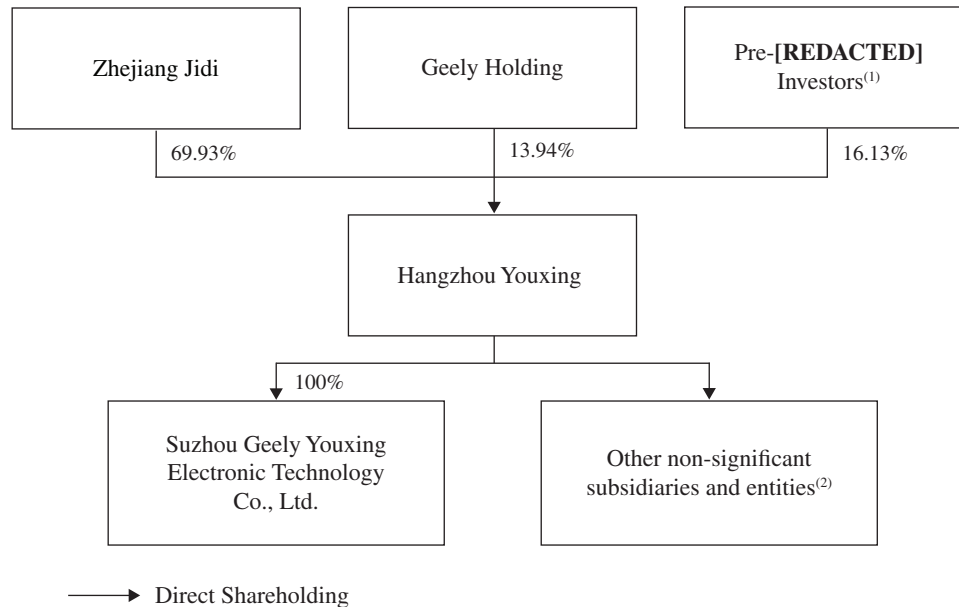 Zhejiang Jidi
Geely Holding
Pre-[REDACTED]
Investors(1)
69.93%
13.94%
16.13%
Hangzhou Youxing
100%
Suzhou Geely Youxing
Electronic Technology
Co., Ltd.
Other non-significant
subsidiaries and entities(2)
Direct Shareholding